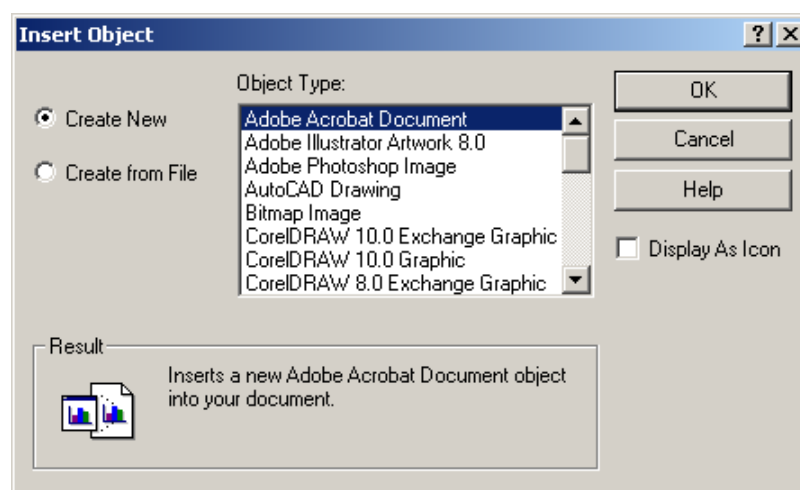 Insert Object
Object Type:
Create New
Create from File
Adobe Acrobat Document
Adobe Illustrator Artwork 8.0
Adobe Photoshop Image
AutoCAD Drawing
Bitmap Image
CorelDRAW 10.0 Exchange Graphic
CorelDRAW 10.0 Graphic
CorelDRAW 8.0 Exchange Graphic
OK
Cancel
Help
Display As Icon
Result
Inserts a new Adobe Acrobat Document object
into your document.